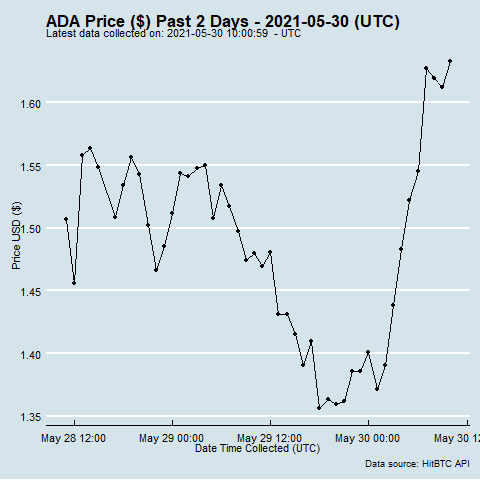 ADA Price ($) Past 2 Days - 2021-05-30 (UTC)
Latest data collected on: 2021-05-30 10:00:59 - UTC
Price USD ($)
1.60
1.55
1.50
1.45
1.40
1.35
May 28 12:00 May 29 00:00 May 29 12:00 May 30 00:00 May 30 12
Date Time Collected (UTC)
Data source: HitBTC API